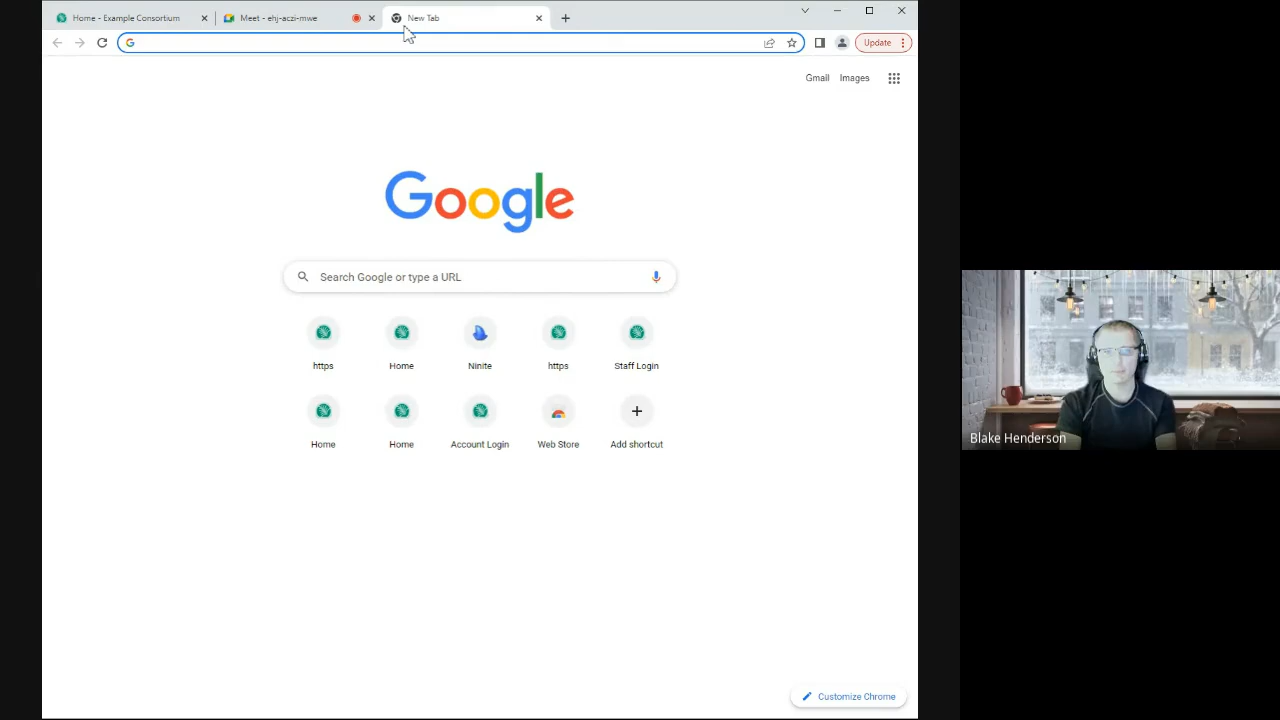 Home - Example Consortium
Meet - ehj-aczi-mwe
New Tab
Update
Gmail
Images
Google
Search Google or type a URL
https
Home
Ninite
https
Staff Login
Home
Home
Account Login
Web Store
Add shortcut
Blake Henderson
Customize Chrome